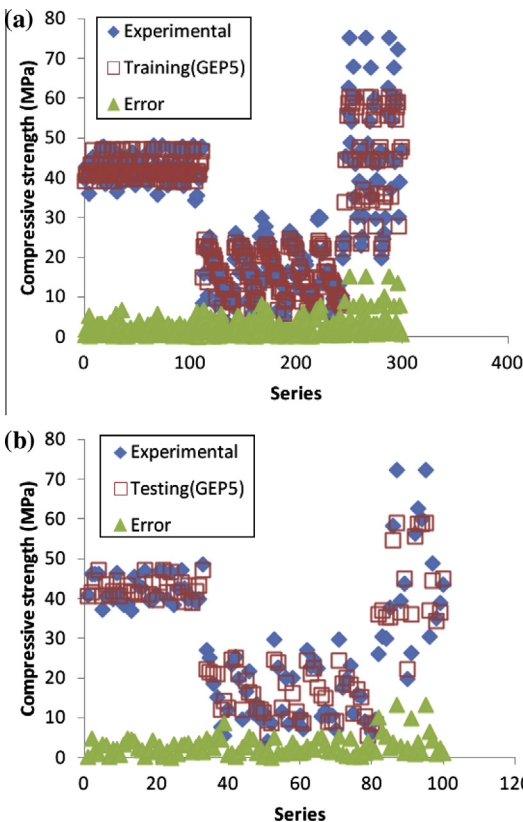 (a)
80
70
60
50
40
30
20
10
0
Compressive strength (MPa)
Experimental
Training(GEP5)
Error
0 100 200 300 400
Series
(b)
80
70
60
50
40
30
20
10
0
Compressive strength (MPa)
Experimental
Testing(GEP5)
Error
0 20 40 60 80 100
Series